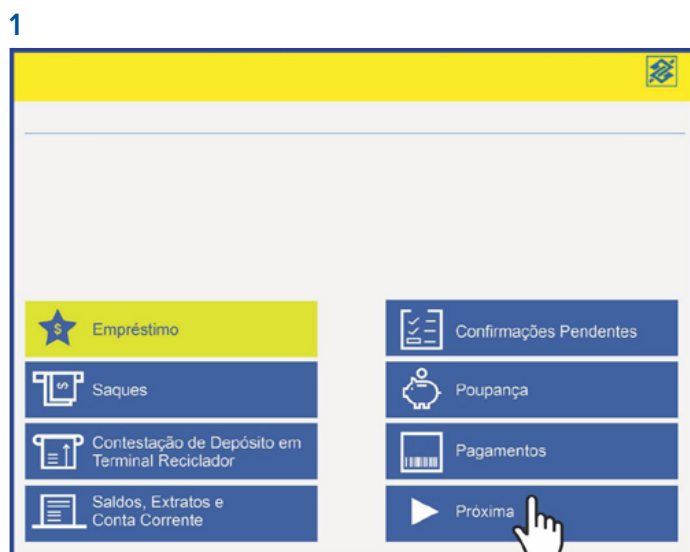 1
Empréstimo
Saques
Contestação de Depósito em
Terminal Reciclador
Saldos, Extratos e
Conta Corrente
Confirmações Pendentes
Poupança
Pagamentos
Próxima